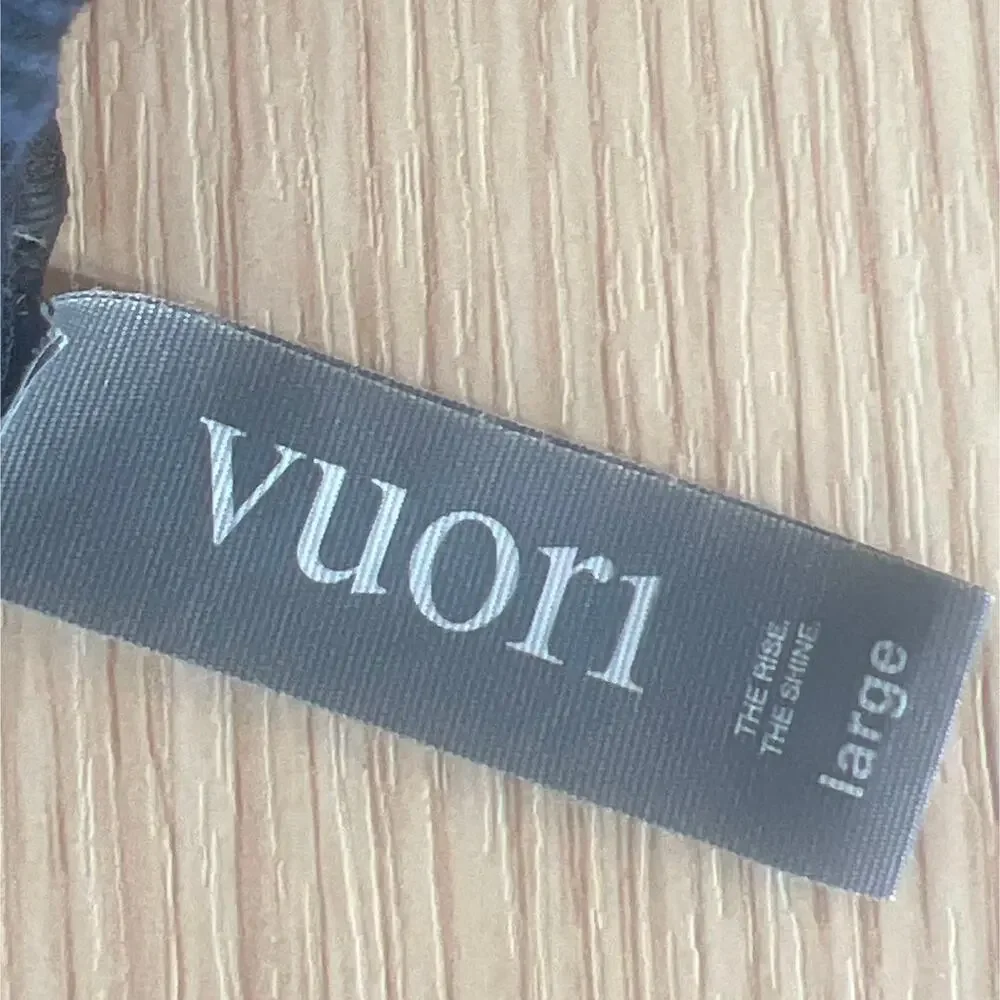 vuori
THE RISE.
THE SHINE.
large